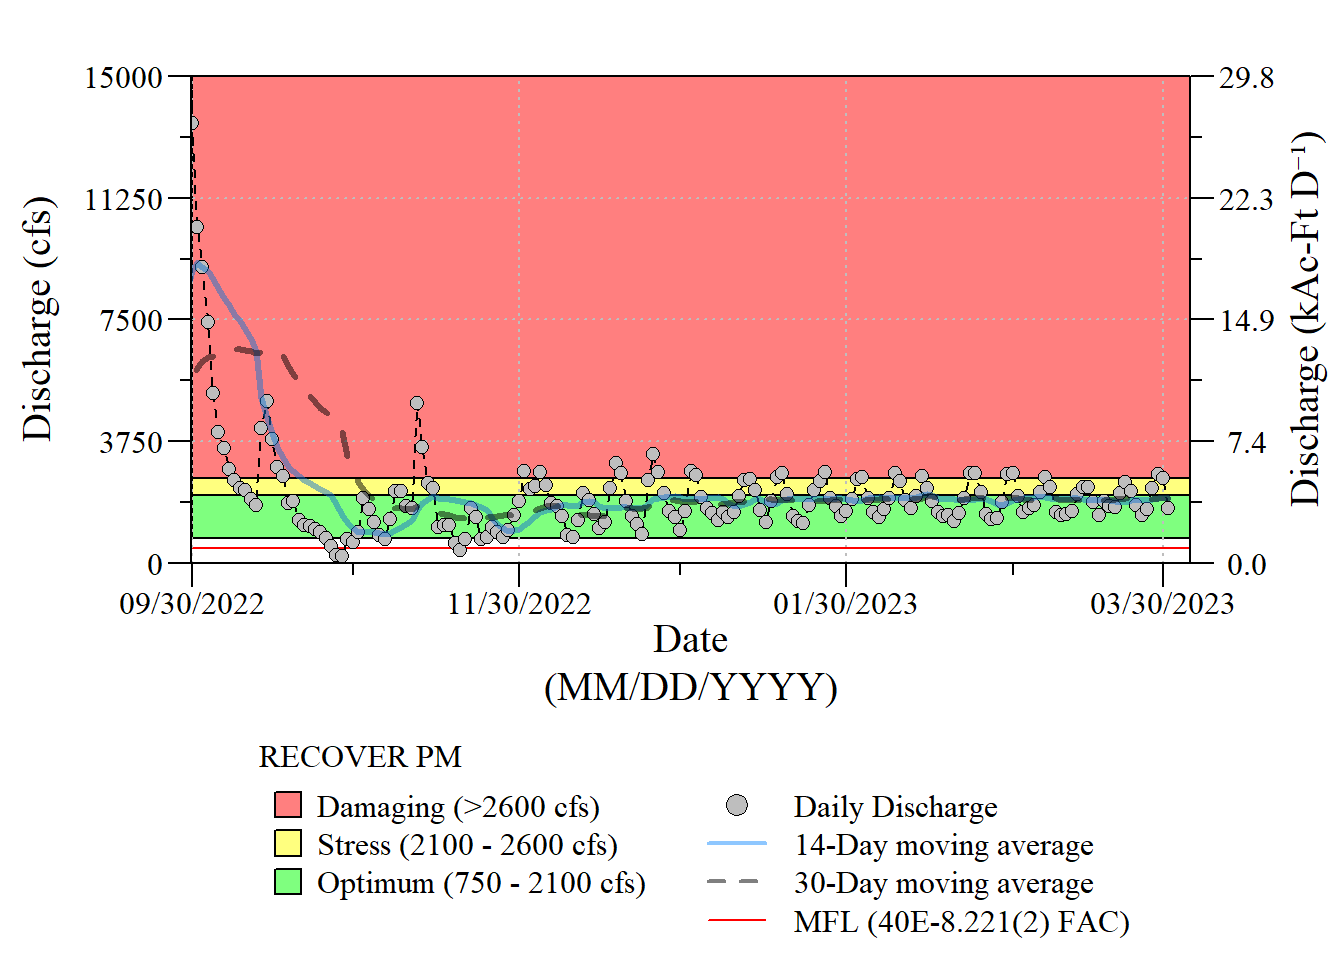 15000
11250
7500
3750
0
Discharge (cfs)
29.8
22.3
14.9
7.4
0.0
Discharge (kAc-Ft D⁻¹)
09/30/2022
11/30/2022
01/30/2023
03/30/2023
Date
(MM/DD/YYYY)
RECOVER PM
Damaging (>2600 cfs)
Stress (2100 - 2600 cfs)
Optimum (750 - 2100 cfs)
Daily Discharge
14-Day moving average
30-Day moving average
MFL (40E-8.221(2) FAC)